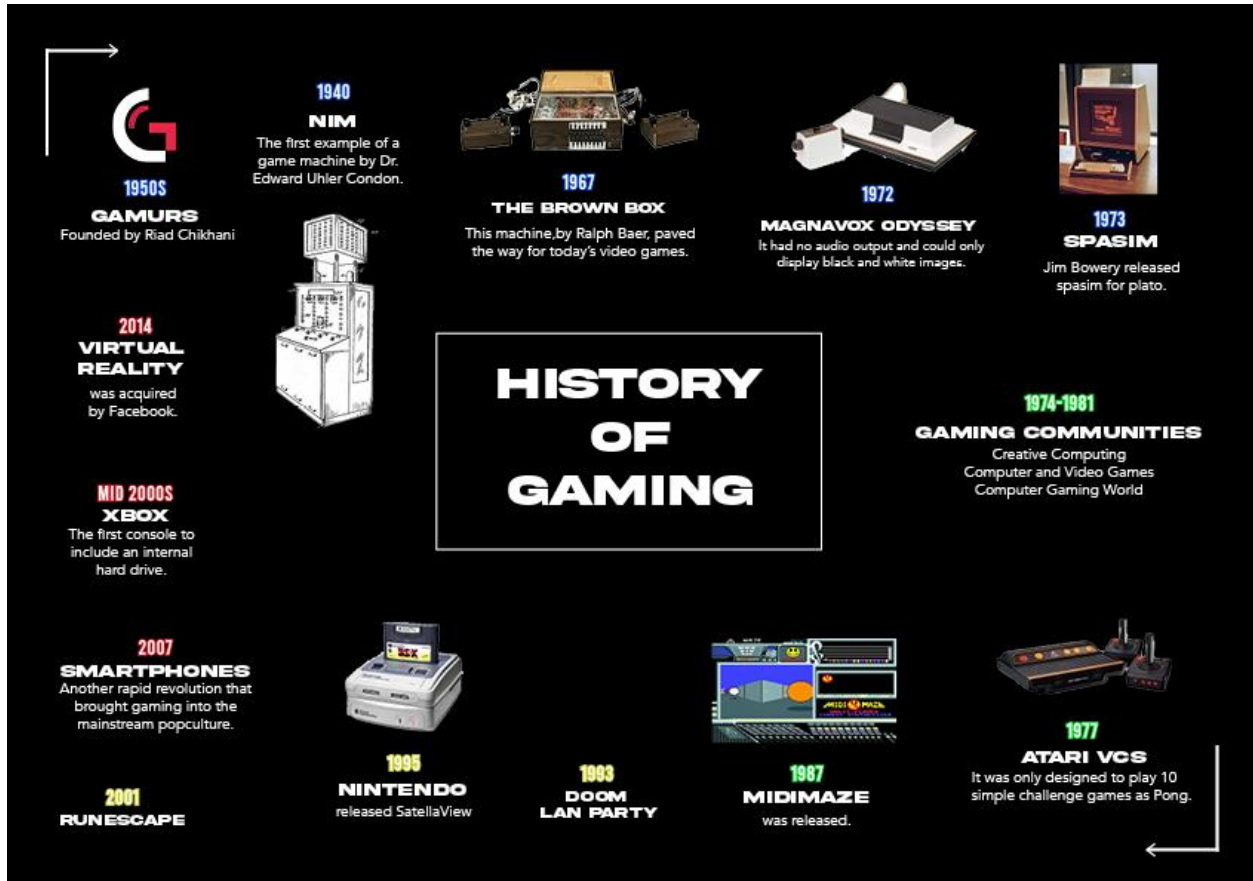 1950S
GAMURS
Founded by Riad Chikhani
1940
NIM
The first example of a
game machine by Dr.
Edward Uhler Condon.
1967
THE BROWN BOX
This machine,by Ralph Baer, paved
the way for today's video games.
1972
MAGNAVOX ODYSSEY
It had no audio output and could only
display black and white images.
1973
SPASIM
Jim Bowery released
spasim for plato.
HISTORY
OF
GAMING
1974-1981
GAMING COMMUNITIES
Creative Computing
Computer and Video Games
Computer Gaming World
1977
ATARI VCS
It was only designed to play 10
simple challenge games as Pong.
MIDI MAZE
1987
MIDIMAZE
was released.
1993
DOOM
LAN PARTY
1995
NINTENDO
released SatellaView
2001
RUNESCAPE
2007
SMARTPHONES
Another rapid revolution that
brought gaming into the
mainstream popculture.
MID 2000S
XBOX
The first console to
include an internal
hard drive.
2014
VIRTUAL
REALITY
was acquired
by Facebook.